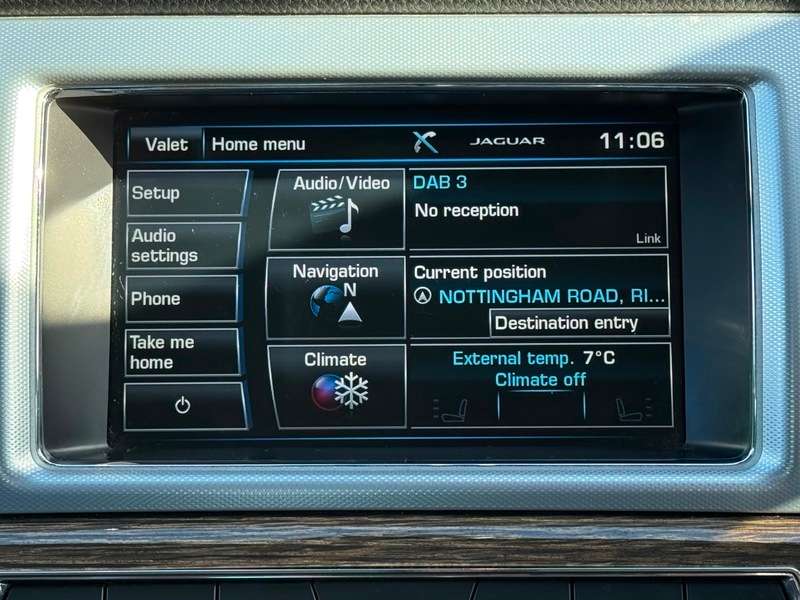 Valet
Home menu
JAGUAR
11:06
Setup
Audio
settings
Phone
Take me
home
Audio/Video
DAB 3
No reception
Link
Navigation
N
Current position
NOTTINGHAM ROAD, RI...
Destination entry
Climate
External temp. 7°C
Climate off